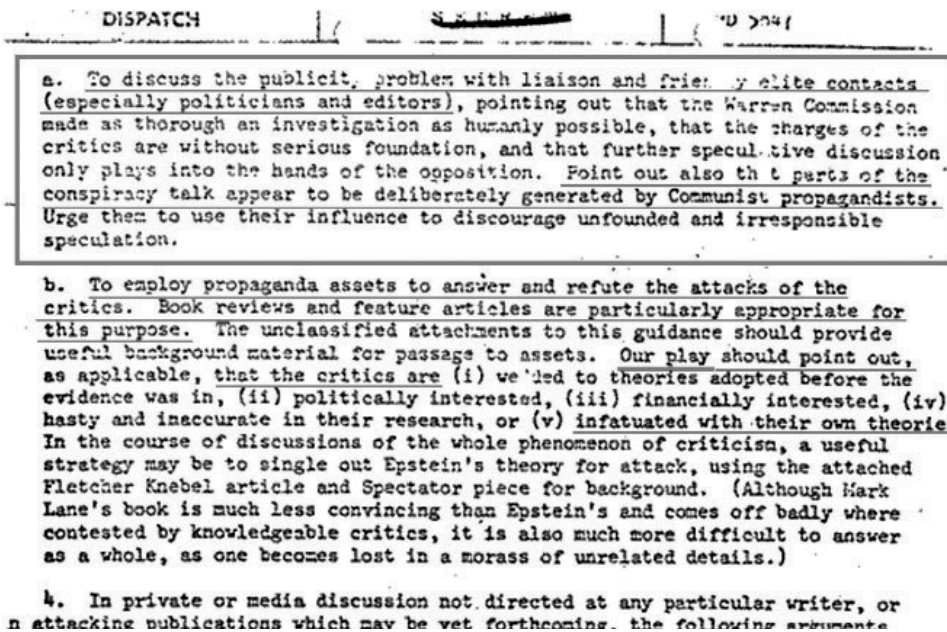 DISPATCH
a. To discuss the publicit problem with liaison and frien y elite contacts
(especially politicians and editors), pointing out that the Warren Commission
made as thorough an investigation as humanly possible, that the charges of the
critics are without serious foundation, and that further specul tive discussion
only plays into the hands of the opposition. Point out also th t parts of the
conspiracy talk appear to be deliberately generated by Communist propagandists.
Urge them to use their influence to discourage unfounded and irresponsible
speculation.
b. To employ propaganda assets to answer and refute the attacks of the
critics. Book reviews and feature articles are particularly appropriate for
this purpose. The unclassified attachments to this guidance should provide
useful background material for passage to assets. Our play should point out,
as applicable, that the critics are (i) we ded to theories adopted before the
evidence was in, (ii) politically interested, (iii) financially interested, (iv)
hasty and inaccurate in their research, or (v) infatuated with their own theorie
In the course of discussions of the whole phenomenon of criticism, a useful
strategy may be to single out Epstein's theory for attack, using the attached
Fletcher Knebel article and Spectator piece for background. (Although Mark
Lane's book is much less convincing than Epstein's and comes off badly where
contested by knowledgeable critics, it is also much more difficult to answer
as a whole, as one becomes lost in a morass of unrelated details.)
4. In private or media discussion not directed at any particular writer, or
n attacking publications which may be yet forthcoming, the following arguments